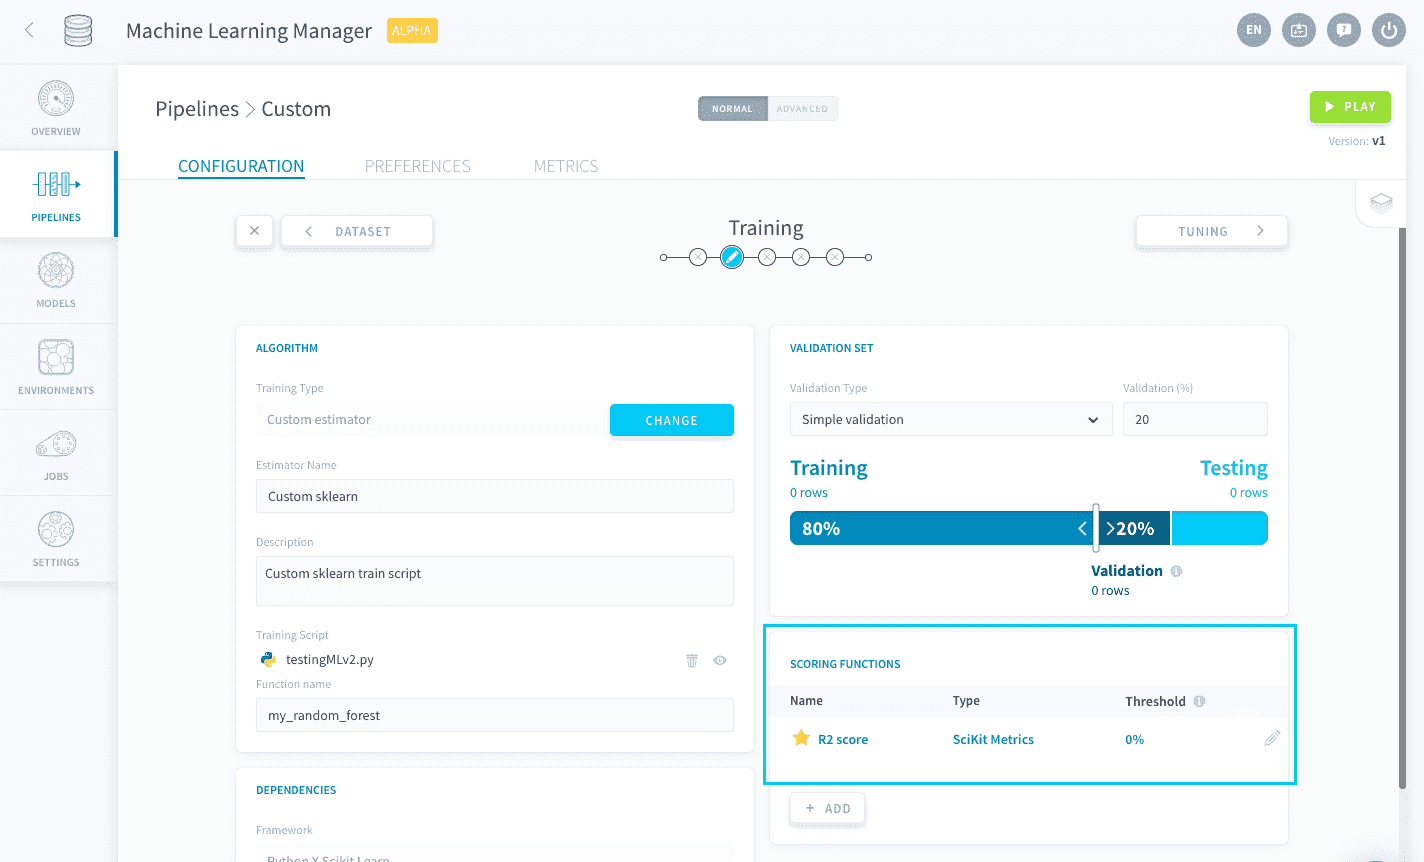 Machine Learning Manager ALPHA
EN
OVERVIEW
PIPELINES
MODELS
ENVIRONMENTS
JOBS
SETTINGS
Pipelines > Custom
NORMAL ADVANCED
PLAY
Version: v1
CONFIGURATION PREFERENCES METRICS
DATASET
Training
TUNING
ALGORITHM
Training Type
Custom estimator CHANGE
Estimator Name
Custom sklearn
Description
Custom sklearn train script
Training Script
testingMLv2.py
Function name
my_random_forest
DEPENDENCIES
Framework
Python X Scikit Learn
VALIDATION SET
Validation Type Validation (%)
Simple validation 20
Training Testing
0 rows 0 rows
80% 20%
Validation
0 rows
SCORING FUNCTIONS
Name Type Threshold
R2 score SciKit Metrics 0%
+ ADD